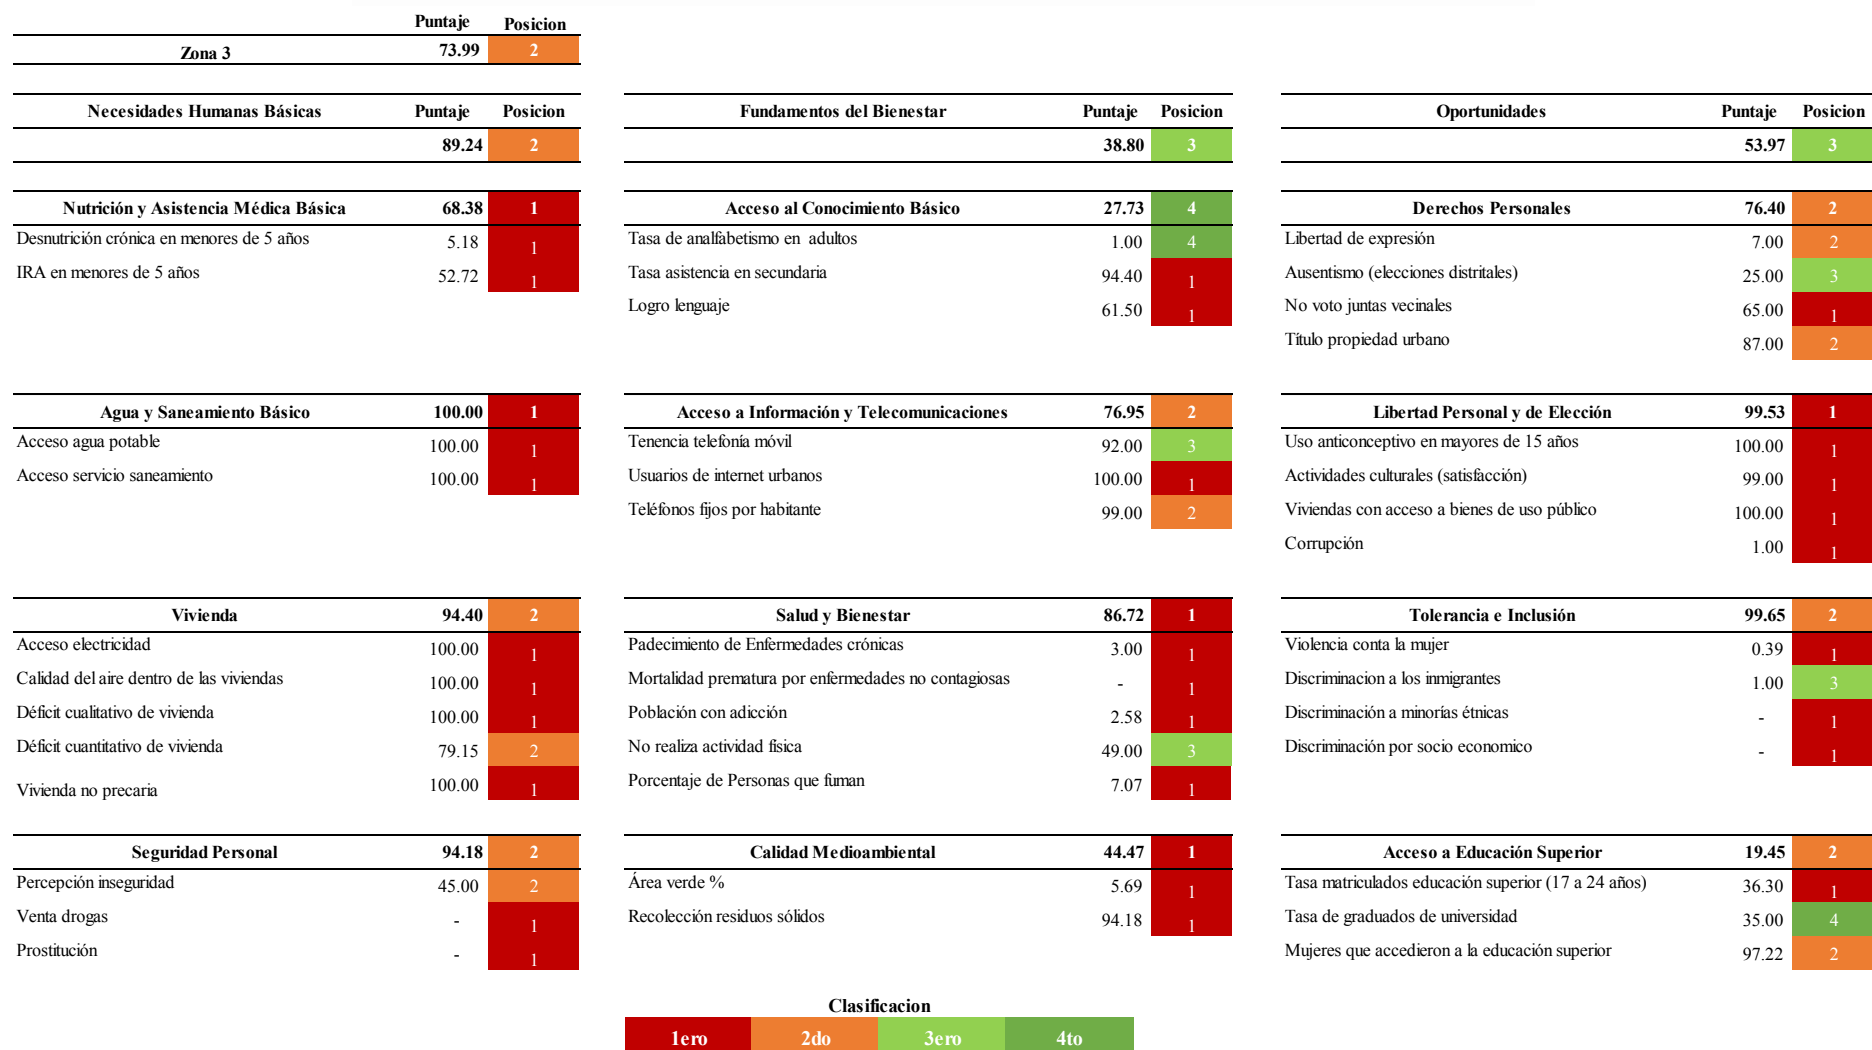 Puntaje Posicion
Zona 3 73.99 2
Necesidades Humanas Básicas Puntaje Posicion
89.24 2
Nutrición y Asistencia Médica Básica 68.38 1
Desnutrición crónica en menores de 5 años 5.18 1
IRA en menores de 5 años 52.72 1
Agua y Saneamiento Básico 100.00 1
Acceso agua potable 100.00 1
Acceso servicio saneamiento 100.00 1
Vivienda 94.40 2
Acceso electricidad 100.00 1
Calidad del aire dentro de las viviendas 100.00 1
Déficit cualitativo de vivienda 100.00 1
Déficit cuantitativo de vivienda 79.15 2
Vivienda no precaria 100.00 1
Seguridad Personal 94.18 2
Percepción inseguridad 45.00 2
Venta drogas - 1
Prostitución - 1
Fundamentos del Bienestar Puntaje Posicion
38.80 3
Acceso al Conocimiento Básico 27.73 4
Tasa de analfabetismo en adultos 1.00 4
Tasa asistencia en secundaria 94.40 1
Logro lenguaje 61.50 1
Acceso a Información y Telecomunicaciones 76.95 2
Tenencia telefonía móvil 92.00 3
Usuarios de internet urbanos 100.00 1
Teléfonos fijos por habitante 99.00 2
Salud y Bienestar 86.72 1
Padecimiento de Enfermedades crónicas 3.00 1
Mortalidad prematura por enfermedades no contagiosas - 1
Población con adicción 2.58 1
No realiza actividad física 49.00 3
Porcentaje de Personas que fuman 7.07 1
Calidad Medioambiental 44.47 1
Área verde % 5.69 1
Recolección residuos sólidos 94.18 1
Oportunidades Puntaje Posicion
53.97 3
Derechos Personales 76.40 2
Libertad de expresión 7.00 2
Ausentismo (elecciones distritales) 25.00 3
No voto juntas vecinales 65.00 1
Título propiedad urbano 87.00 2
Libertad Personal y de Elección 99.53 1
Uso anticonceptivo en mayores de 15 años 100.00 1
Actividades culturales (satisfacción) 99.00 1
Viviendas con acceso a bienes de uso público 100.00 1
Corrupción 1.00 1
Tolerancia e Inclusión 99.65 2
Violencia conta la mujer 0.39 1
Discriminacion a los inmigrantes 1.00 3
Discriminación a minorías étnicas - 1
Discriminación por socio economico - 1
Acceso a Educación Superior 19.45 2
Tasa matriculados educación superior (17 a 24 años) 36.30 1
Tasa de graduados de universidad 35.00 4
Mujeres que accedieron a la educación superior 97.22 2
Clasificacion
1ero 2do 3ero 4to